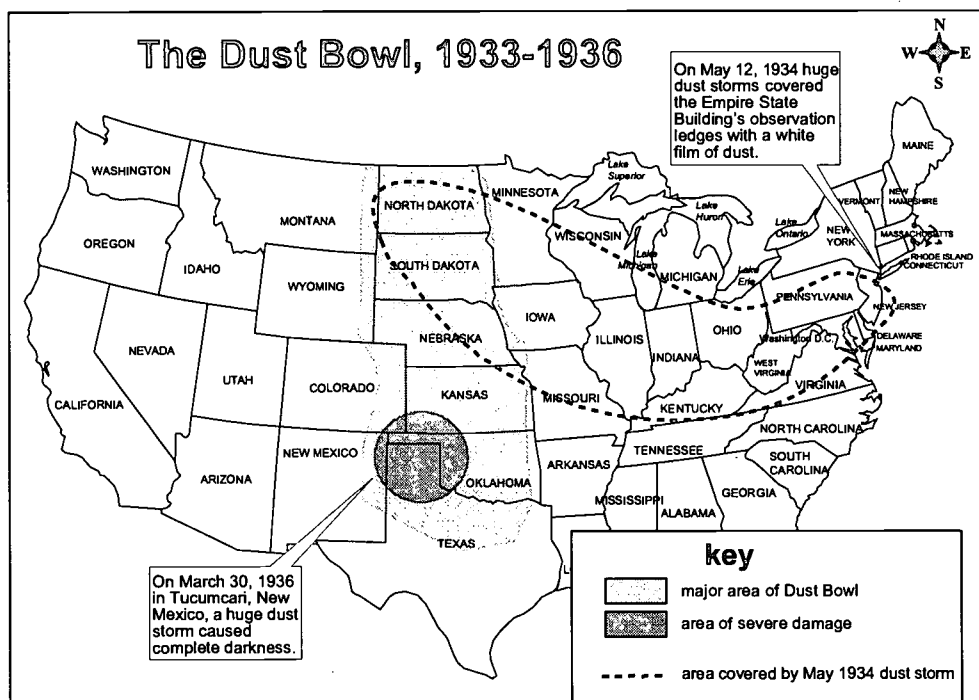 The Dust Bowl, 1933-1936
N
W
E
S
On May 12, 1934 huge
dust storms covered
the Empire State
Building's observation
ledges with a white
film of dust.
WASHINGTON
OREGON
IDAHO
MONTANA
WYOMING
NEVADA
UTAH
CALIFORNIA
COLORADO
ARIZONA
NEW MEXICO
NORTH DAKOTA
SOUTH DAKOTA
NEBRASKA
KANSAS
OKLAHOMA
TEXAS
MINNESOTA
IOWA
MISSOURI
ARKANSAS
WISCONSIN
ILLINOIS
Lake
Superior
Lake
Michigan
Lake
Huron
Lake
Erie
Lake
Ontario
MICHIGAN
INDIANA
OHIO
KENTUCKY
TENNESSEE
MISSISSIPPI
ALABAMA
GEORGIA
SOUTH
CAROLINA
NORTH CAROLINA
VIRGINIA
WEST
VIRGINIA
Washington D.C.
PENNSYLVANIA
NEW
YORK
VERMONT
NEW
HAMPSHIRE
MAINE
MASSACHUSETTS
RHODE ISLAND
CONNECTICUT
NEW JERSEY
DELAWARE
MARYLAND
On March 30, 1936
in Tucumcari, New
Mexico, a huge dust
storm caused
complete darkness.
key
major area of Dust Bowl
area of severe damage
area covered by May 1934 dust storm